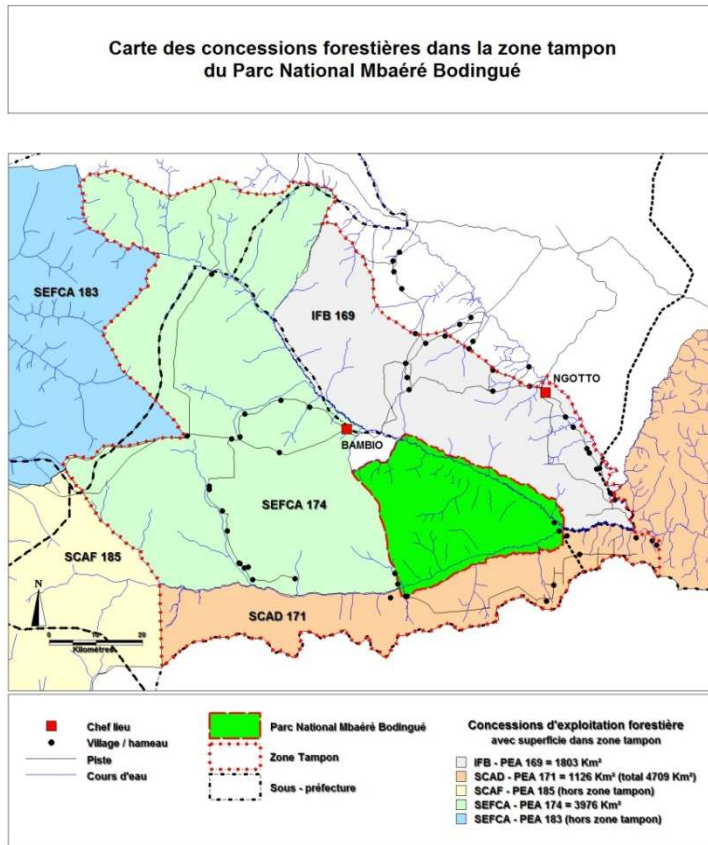 Carte des concessions forestières dans la zone tampon
du Parc National Mbaéré Bodingué
SEFCA 183
IFB 169
NGOTTO
BAMBIO
SEFCA 174
SCAF 185
N
SCAD 171
0 10 20
Kilomètres
Chef lieu
Village / hameau
Piste
Cours d'eau
Parc National Mbaéré Bodingué
Zone Tampon
Sous - préfecture
Concessions d'exploitation forestière
avec superficie dans zone tampon
IFB - PEA 169 = 1803 Km²
SCAD - PEA 171 = 1126 Km² (total 4709 Km²)
SCAF - PEA 185 (hors zone tampon)
SEFCA - PEA 174 = 3976 Km²
SEFCA - PEA 183 (hors zone tampon)